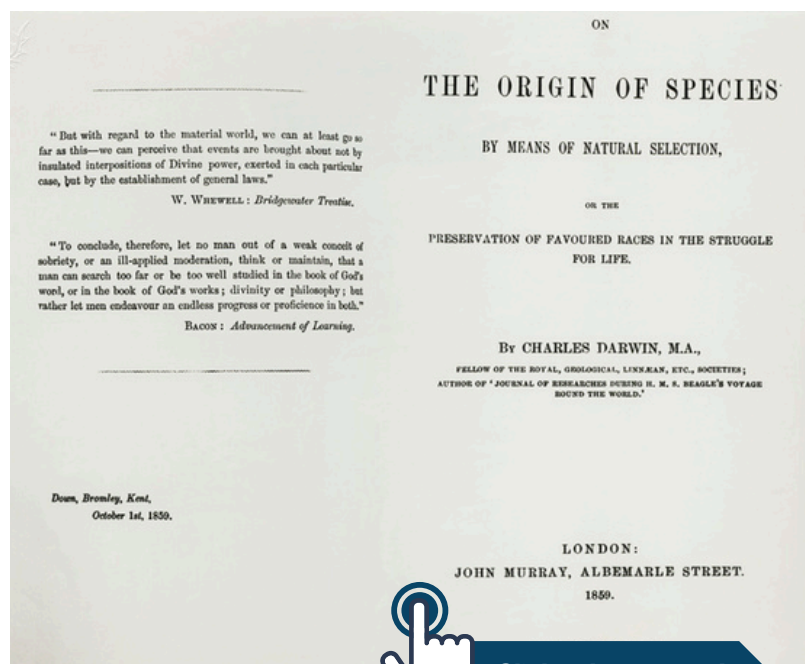 “But with regard to the material world, we can at least go so
far as this—we can perceive that events are brought about not by
insulated interpositions of Divine power, exerted in each particular
case, but by the establishment of general laws.”
W. Whewell: Bridgewater Treatise.
“To conclude, therefore, let no man out of a weak conceit of
sobriety, or an ill-applied moderation, think or maintain, that a
man can search too far or be too well studied in the book of God’s
word, or in the book of God’s works; divinity or philosophy; but
rather let men endeavour an endless progress or proficience in both.”
Bacon: Advancement of Learning.
Down, Bromley, Kent,
October 1st, 1859.
ON
THE ORIGIN OF SPECIES
BY MEANS OF NATURAL SELECTION,
OR THE
PRESERVATION OF FAVOURED RACES IN THE STRUGGLE
FOR LIFE.
By CHARLES DARWIN, M.A.,
FELLOW OF THE ROYAL, GEOLOGICAL, LINNÆAN, ETC., SOCIETIES;
AUTHOR OF ‘JOURNAL OF RESEARCHES DURING H. M. S. BEAGLE’S VOYAGE
ROUND THE WORLD.’
LONDON:
JOHN MURRAY, ALBEMARLE STREET.
1859.